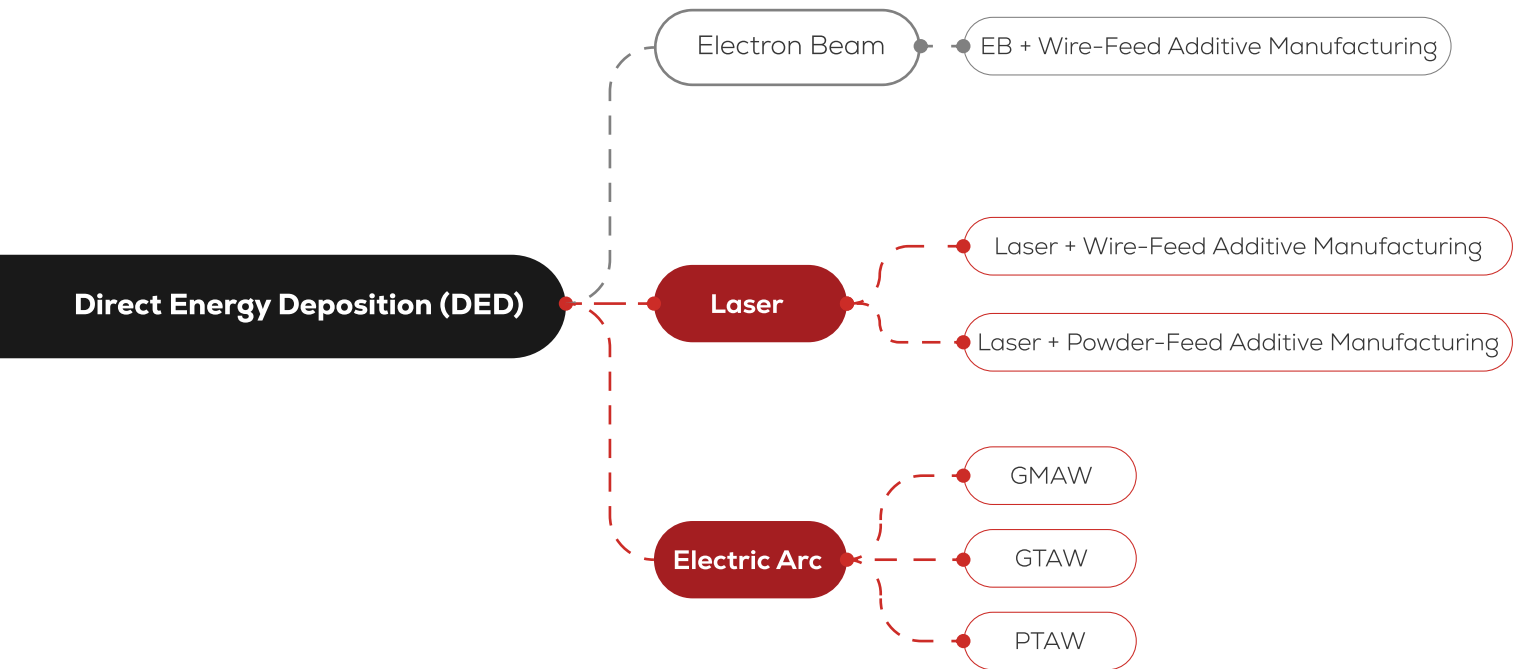 Electron Beam
EB + Wire-Feed Additive Manufacturing
Direct Energy Deposition (DED)
Laser
Laser + Wire-Feed Additive Manufacturing
Laser + Powder-Feed Additive Manufacturing
Electric Arc
GMAW
GTAW
PTAW